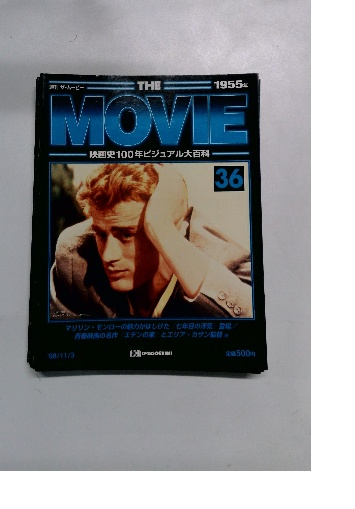 週刊 ザ・ムービー
THE
1955年
MOVIE
映画史100年ビジュアル大百科
36
マリリン・モンローの魅力がはじけた 七年目の浮気 登場/
青春映画の名作 エデンの東 とエリア・カザン監督
'98/11/3
DeAGOSTINI
定価500円